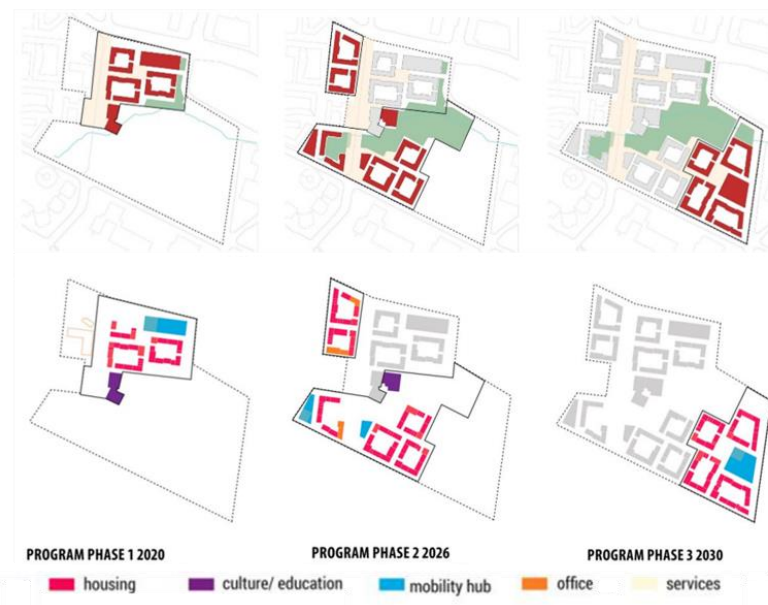 PROGRAM PHASE 1 2020
PROGRAM PHASE 2 2026
PROGRAM PHASE 3 2030
housing
culture/ education
mobility hub
office
services